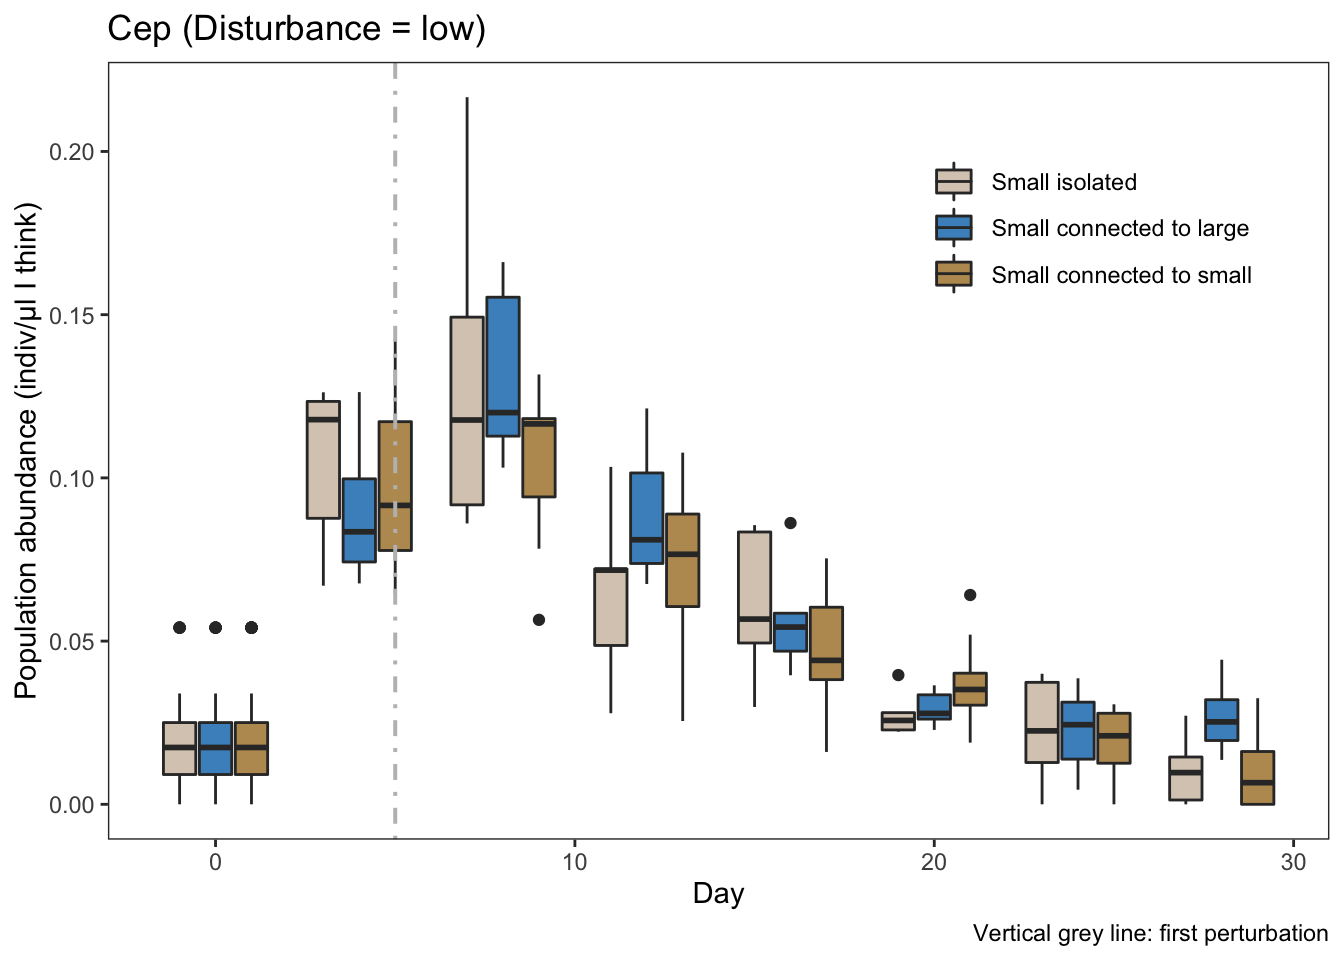 Cep (Disturbance = low)
Population abundance (indiv/μl I think)
0.20
0.15
0.10
0.05
0.00
Small isolated
Small connected to large
Small connected to small
0
10
20
30
Day
Vertical grey line: first perturbation